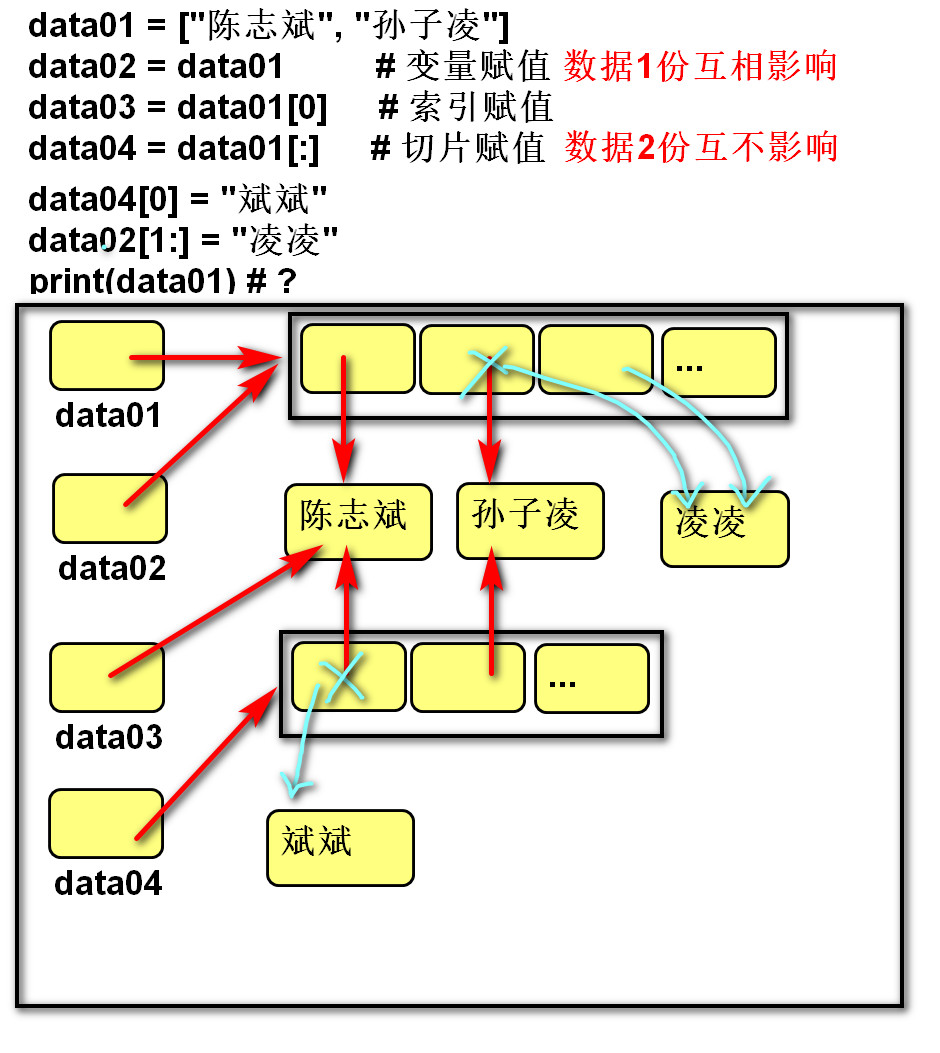 data01 = ["陈志斌", "孙子凌"]
data02 = data01 # 变量赋值 数据1份互相影响
data03 = data01[0] # 索引赋值
data04 = data01[:] # 切片赋值 数据2份互不影响
data04[0] = "斌斌"
data02[1:] = "凌凌"
print(data01) # ?
...
data01
陈志斌 孙子凌 凌凌
data02
...
data03
斌斌
data04